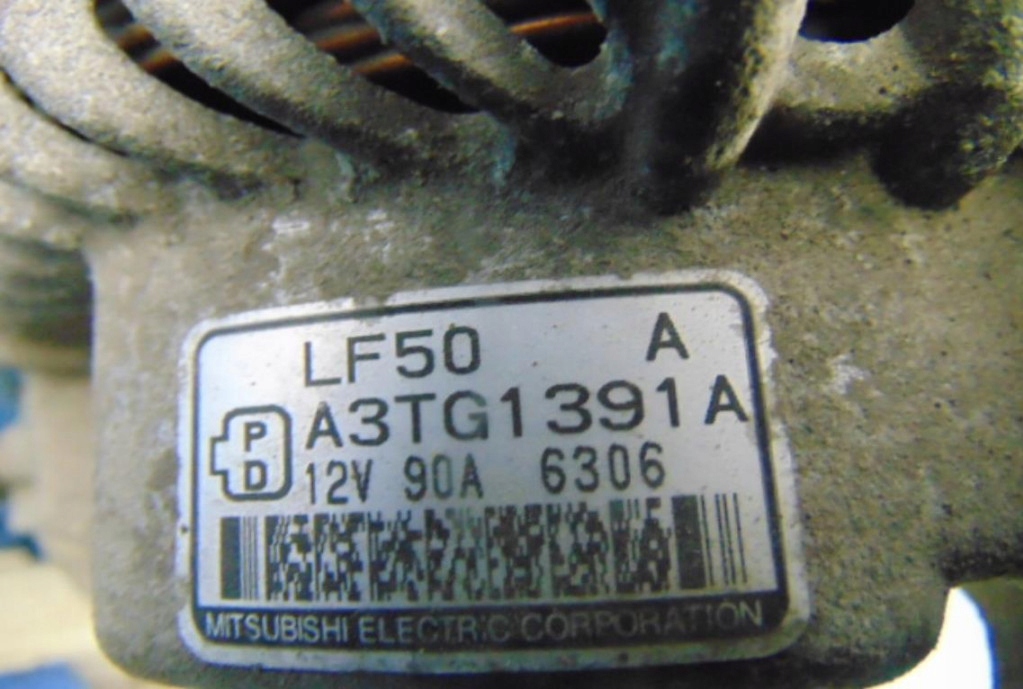 LF50 A
A3TG1391A
P
D
12V 90A 6306
MITSUBISHI ELECTRIC CORPORATION